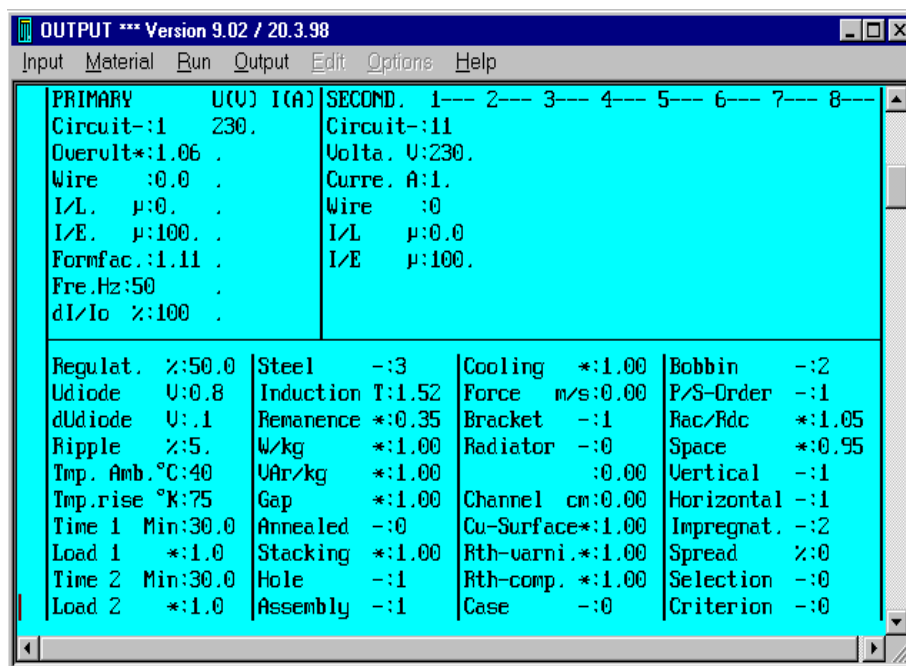 OUTPUT *** Version 9.02 / 20.3.98
Input Material Run Output Edit Options Help
PRIMARY U(V) I(A) SECOND. 1--- 2--- 3--- 4--- 5--- 6--- 7--- 8---
Circuit-:1 230. Circuit-:11
Overvlt*:1.06 . Volta. V:230.
Wire :0.0 . Curre. A:1.
I/L. µ:0. . Wire :0
I/E. µ:100. . I/L µ:0.0
Formfac.:1.11 . I/E µ:100.
Fre.Hz:50 .
dI/Io %:100 .
Regulat. %:50.0 Steel -:3 Cooling *:1.00 Bobbin -:2
Udiode V:0.8 Induction T:1.52 Force m/s:0.00 P/S-Order -:1
dUdiode V:.1 Remanence *:0.35 Bracket -:1 Rac/Rdc *:1.05
Ripple %:5. W/kg *:1.00 Radiator -:0 Space *:0.95
Tmp. Amb.°C:40 VAr/kg *:1.00 :0.00 Vertical -:1
Tmp.rise °K:75 Gap *:1.00 Channel cm:0.00 Horizontal -:1
Time 1 Min:30.0 Annealed -:0 Cu-Surface*:1.00 Impregnat. -:2
Load 1 *:1.0 Stacking *:1.00 Rth-varni.*:1.00 Spread %:0
Time 2 Min:30.0 Hole -:1 Rth-comp. *:1.00 Selection -:0
Load 2 *:1.0 Assembly -:1 Case -:0 Criterion -:0